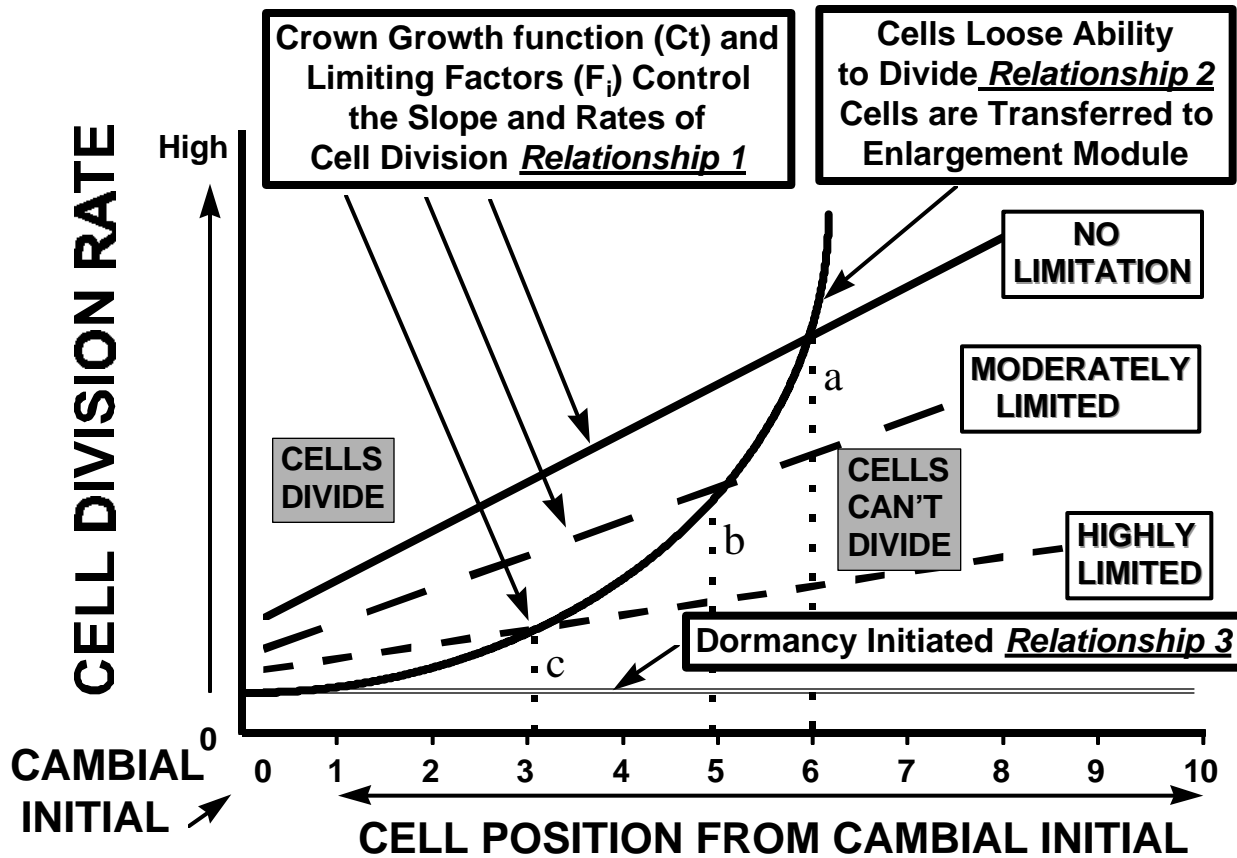 Crown Growth function (Ct) and
Limiting Factors (Fi) Control
the Slope and Rates of
Cell Division Relationship 1
Cells Loose Ability
to Divide Relationship 2
Cells are Transferred to
Enlargement Module
CELL DIVISION RATE
High
NO
LIMITATION
MODERATELY
LIMITED
HIGHLY
LIMITED
CELLS
DIVIDE
CELLS
CAN'T
DIVIDE
a
b
c
Dormancy Initiated Relationship 3
0
CAMBIAL
INITIAL
0 1 2 3 4 5 6 7 8 9 10
CELL POSITION FROM CAMBIAL INITIAL